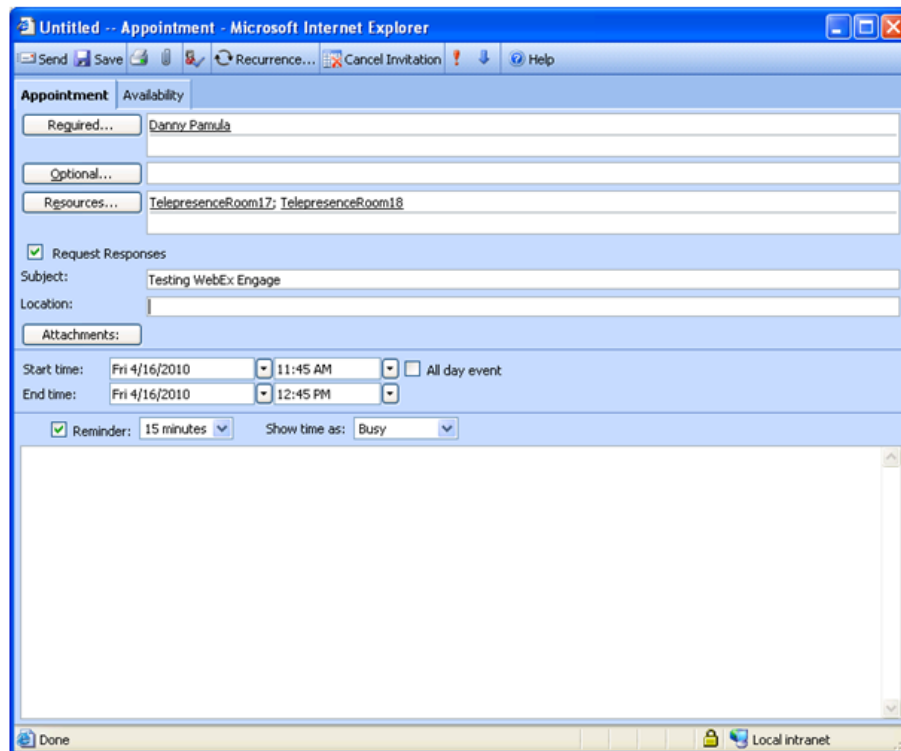 Untitled -- Appointment - Microsoft Internet Explorer
Send Save Recurrence... Cancel Invitation Help
Appointment Availability
Required... Danny Pamula
Optional...
Resources... TelepresenceRoom17; TelepresenceRoom18
Request Responses
Subject: Testing WebEx Engage
Location:
Attachments:
Start time: Fri 4/16/2010 11:45 AM All day event
End time: Fri 4/16/2010 12:45 PM
Reminder: 15 minutes Show time as: Busy
Done Local intranet